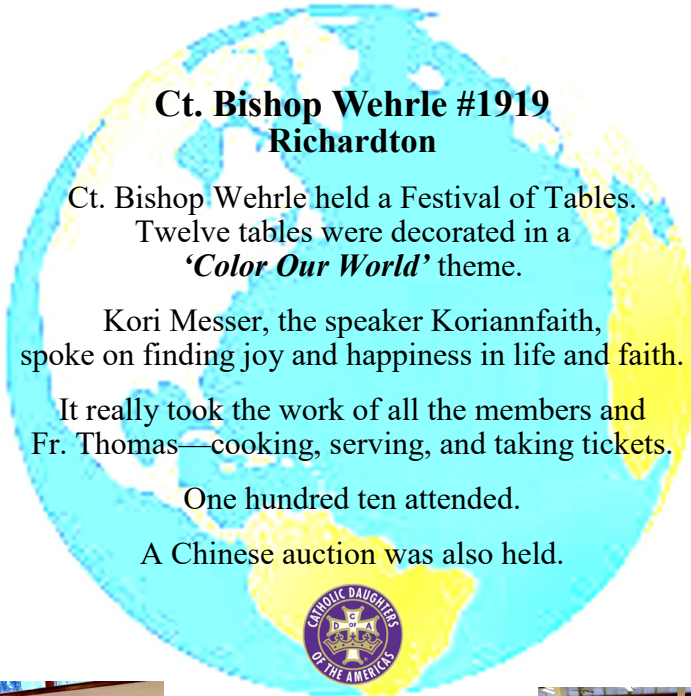 Ct. Bishop Wehrle #1919
Richardton
Ct. Bishop Wehrle held a Festival of Tables.
Twelve tables were decorated in a
‘Color Our World’ theme.
Kori Messer, the speaker Koriannfaith,
spoke on finding joy and happiness in life and faith.
It really took the work of all the members and
Fr. Thomas—cooking, serving, and taking tickets.
One hundred ten attended.
A Chinese auction was also held.
CATHOLIC DAUGHTERS
C
D OF A
OF THE AMERICAS